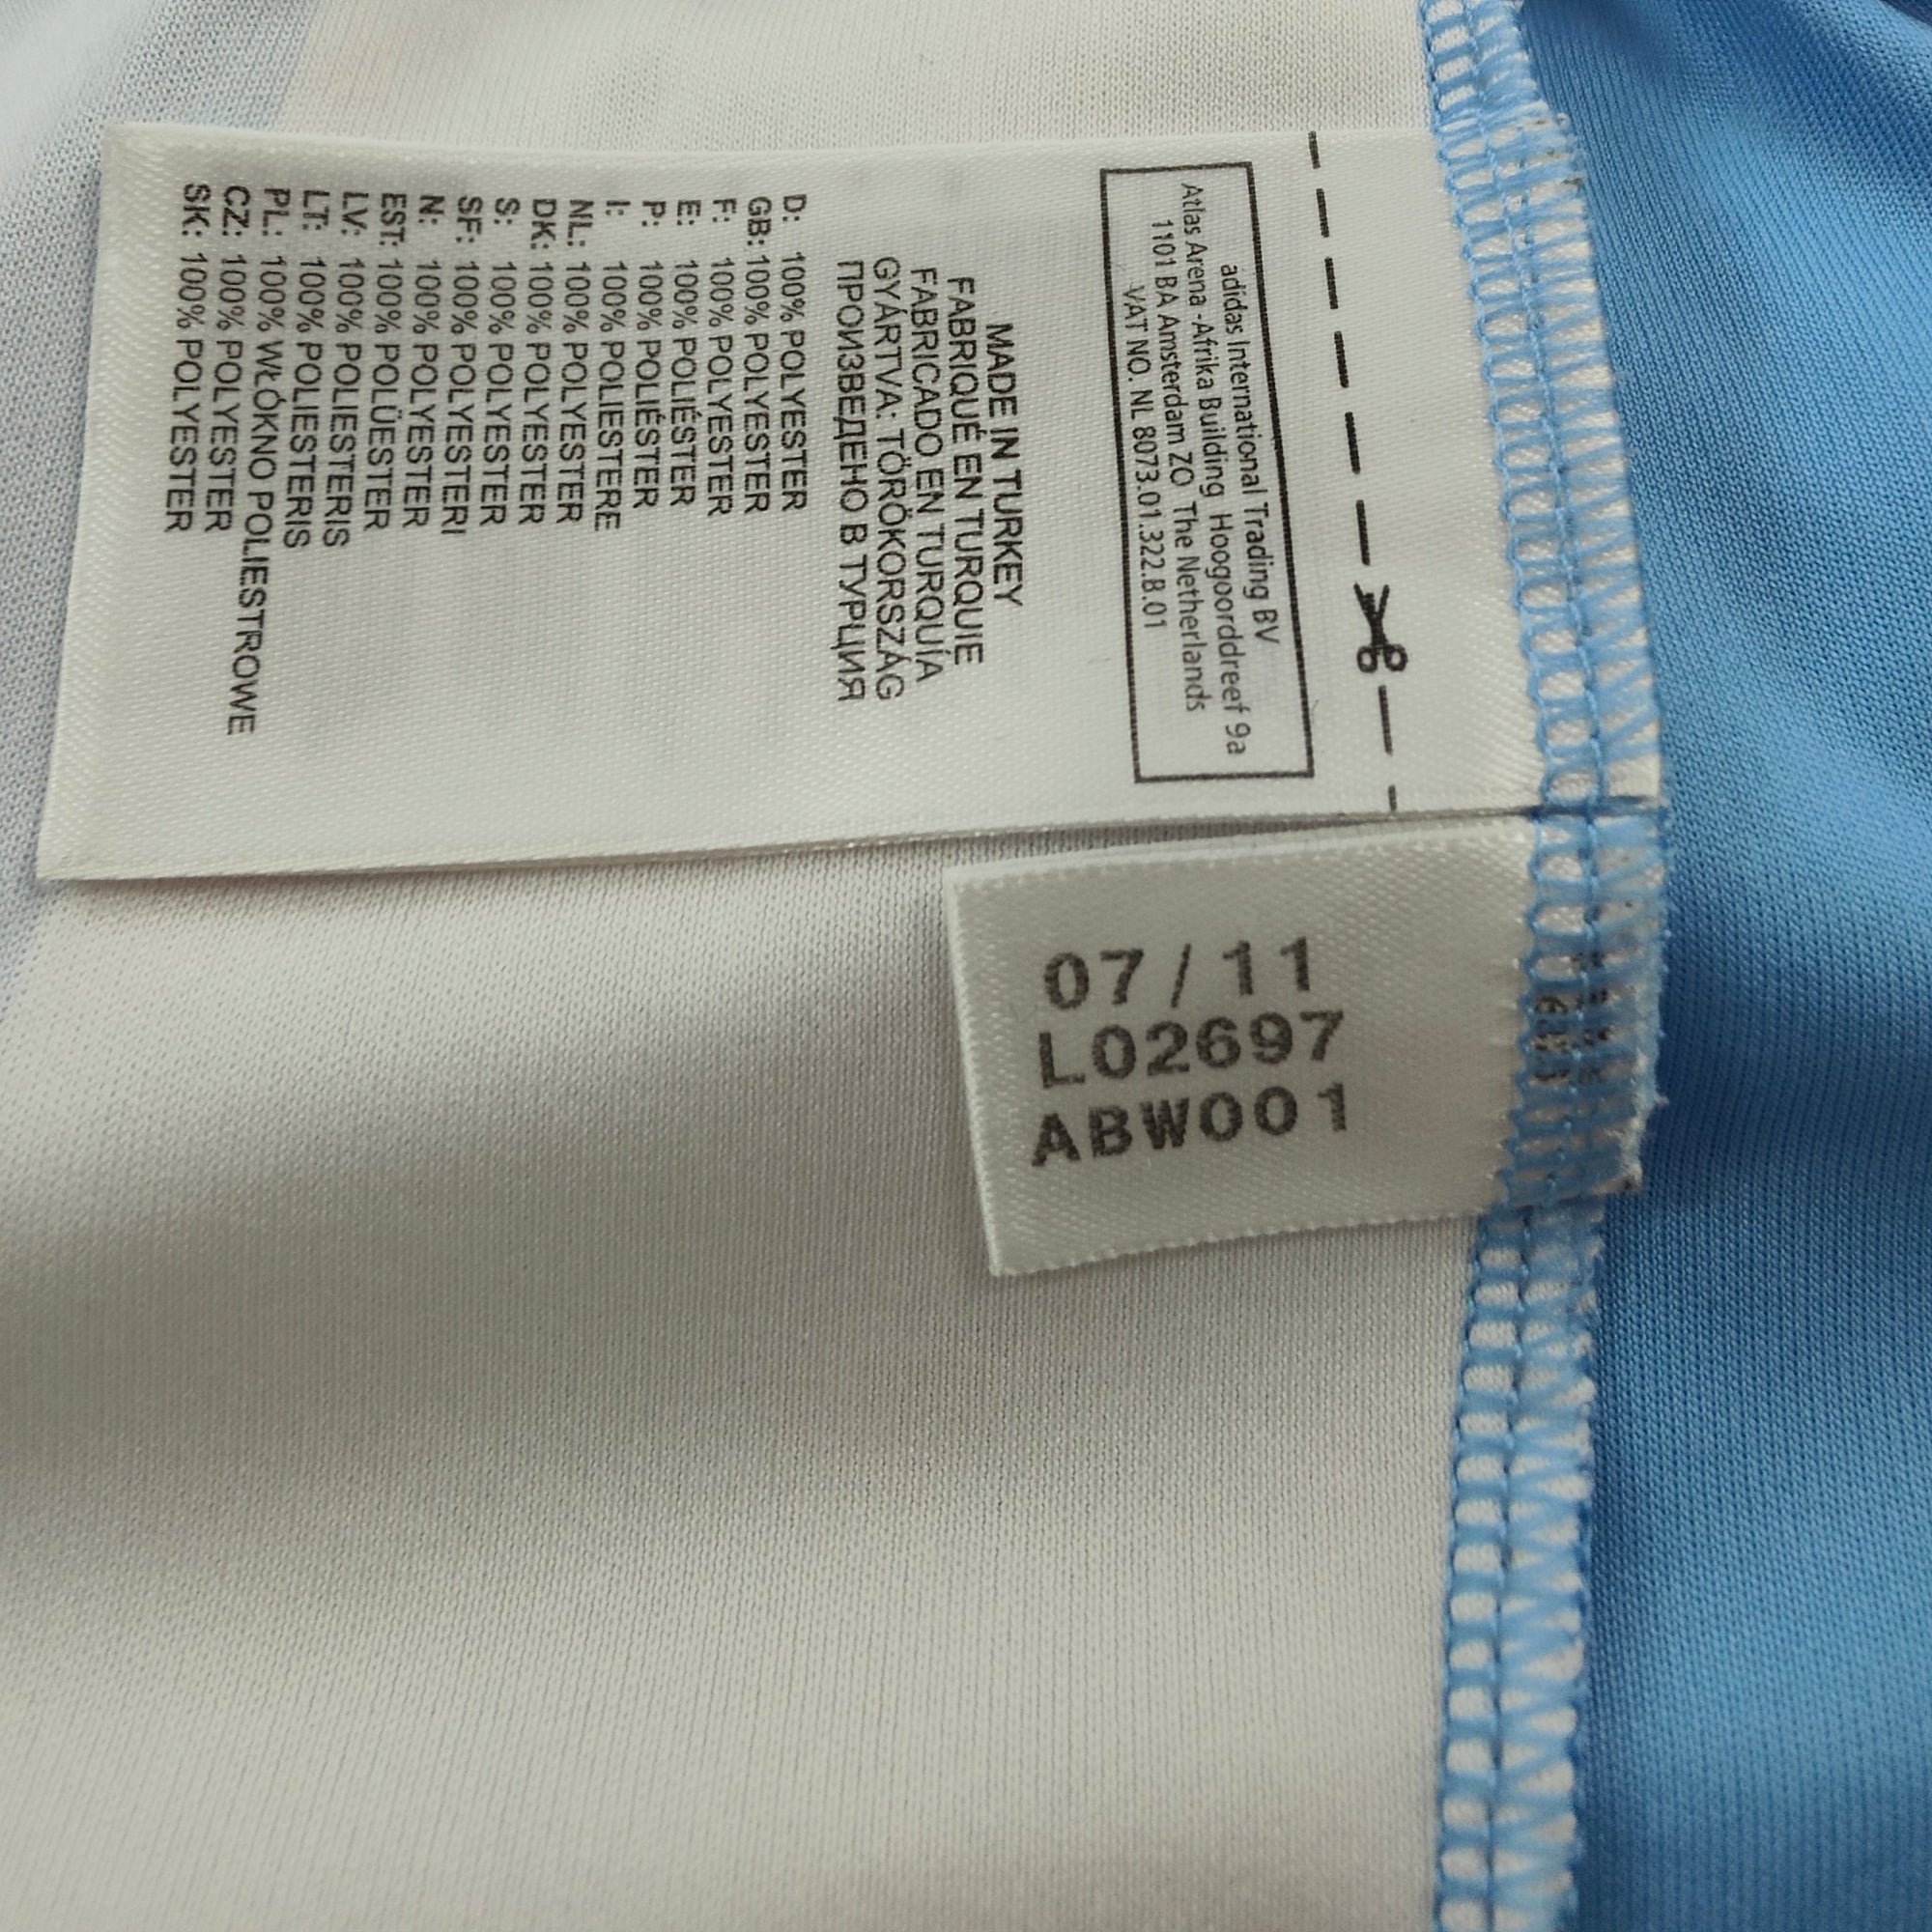 adidas International Trading BV
Atlas Arena -Afrika Building Hoogoorddreef 9a
1101 BA Amsterdam ZO The Netherlands
VAT NO. NL 8073.01.322.B.01
MADE IN TURKEY
FABRIQUÉ EN TURQUIE
FABRICADO EN TURQUÍA
GYÁRTVA: TÖRÖKORSZÁG
ПРОИЗВЕДЕНО В ТУРЦИЯ
D: 100% POLYESTER
GB: 100% POLYESTER
F: 100% POLYESTER
E: 100% POLIÉSTER
P: 100% POLIÉSTER
I: 100% POLIESTERE
NL: 100% POLYESTER
DK: 100% POLYESTER
S: 100% POLYESTER
SF: 100% POLYESTERI
N: 100% POLYESTER
EST: 100% POLÜESTER
LV: 100% POLIESTERIS
LT: 100% POLIESTERIS
PL: 100% WŁÓKNO POLIESTROWE
CZ: 100% POLYESTER
SK: 100% POLYESTER
07/11
L02697
ABW001